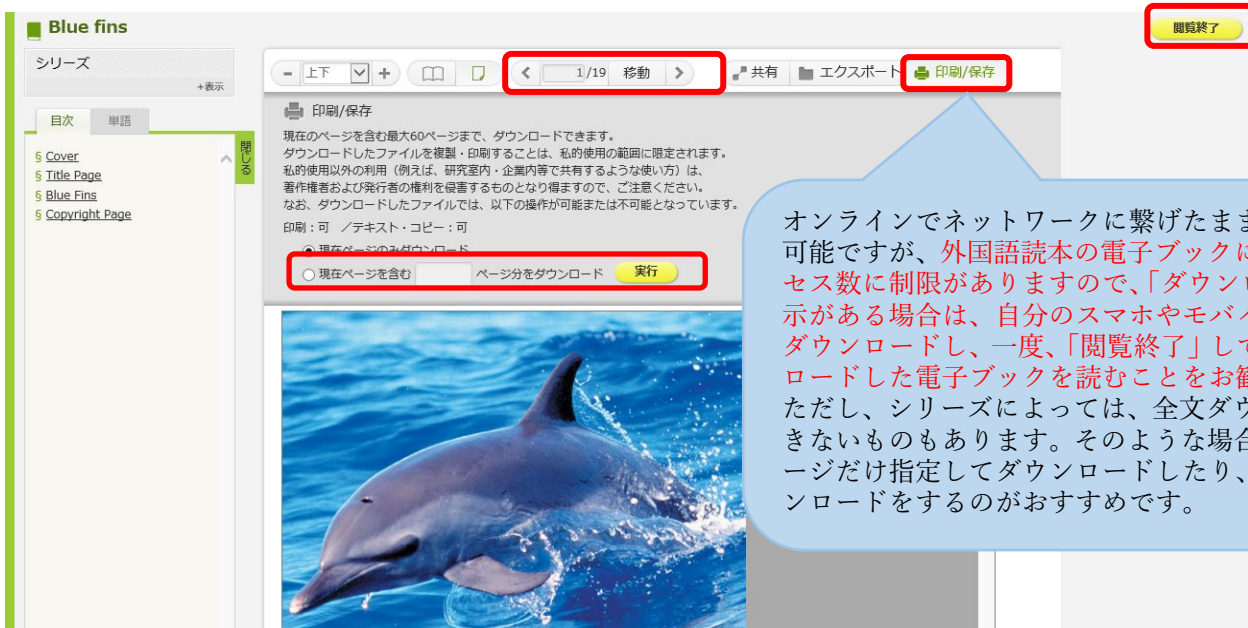 Blue fins
閲覧終了
シリーズ
+表示
目次 単語
§ Cover
§ Title Page
§ Blue Fins
§ Copyright Page
閉じる
- 上下 + < 1/19 移動 > 共有 エクスポート 印刷/保存
印刷/保存
現在のページを含む最大60ページまで、ダウンロードできます。
ダウンロードしたファイルを複製・印刷することは、私的使用の範囲に限定されます。
私的使用以外の利用（例えば、研究室内・企業内等で共有するような使い方）は、
著作権者および発行者の権利を侵害するものとなり得ますので、ご注意ください。
なお、ダウンロードしたファイルでは、以下の操作が可能または不可能となっています。
印刷：可 ／テキスト・コピー：可
現在ページのみダウンロード
現在ページを含む ページ分をダウンロード 実行
オンラインでネットワークに繋げたまま
可能ですが、外国語読本の電子ブックに
セス数に制限がありますので、「ダウンロ
示がある場合は、自分のスマホやモバイ
ダウンロードし、一度、「閲覧終了」して
ロードした電子ブックを読むことをお勧
ただし、シリーズによっては、全文ダウ
きないものもあります。そのような場合
ージだけ指定してダウンロードしたり、
ンロードをするのがおすすめです。